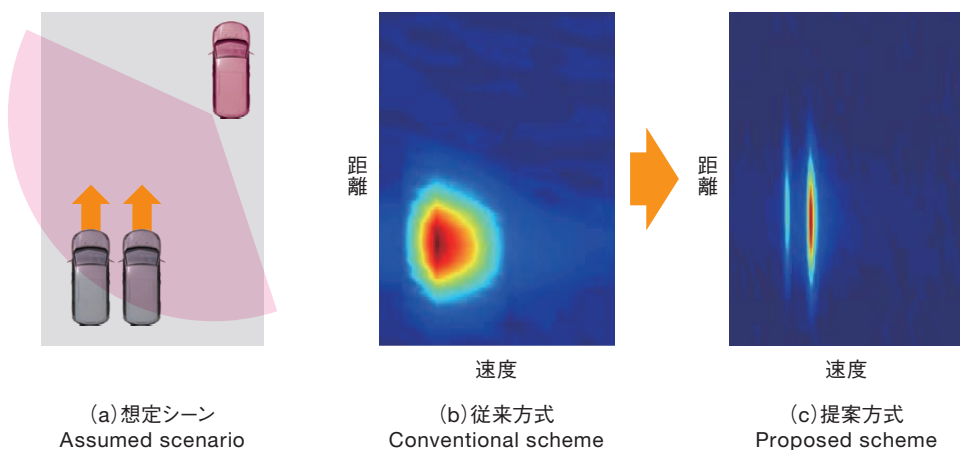 距離
速度
距離
速度
(a)想定シーン
Assumed scenario
(b)従来方式
Conventional scheme
(c)提案方式
Proposed scheme